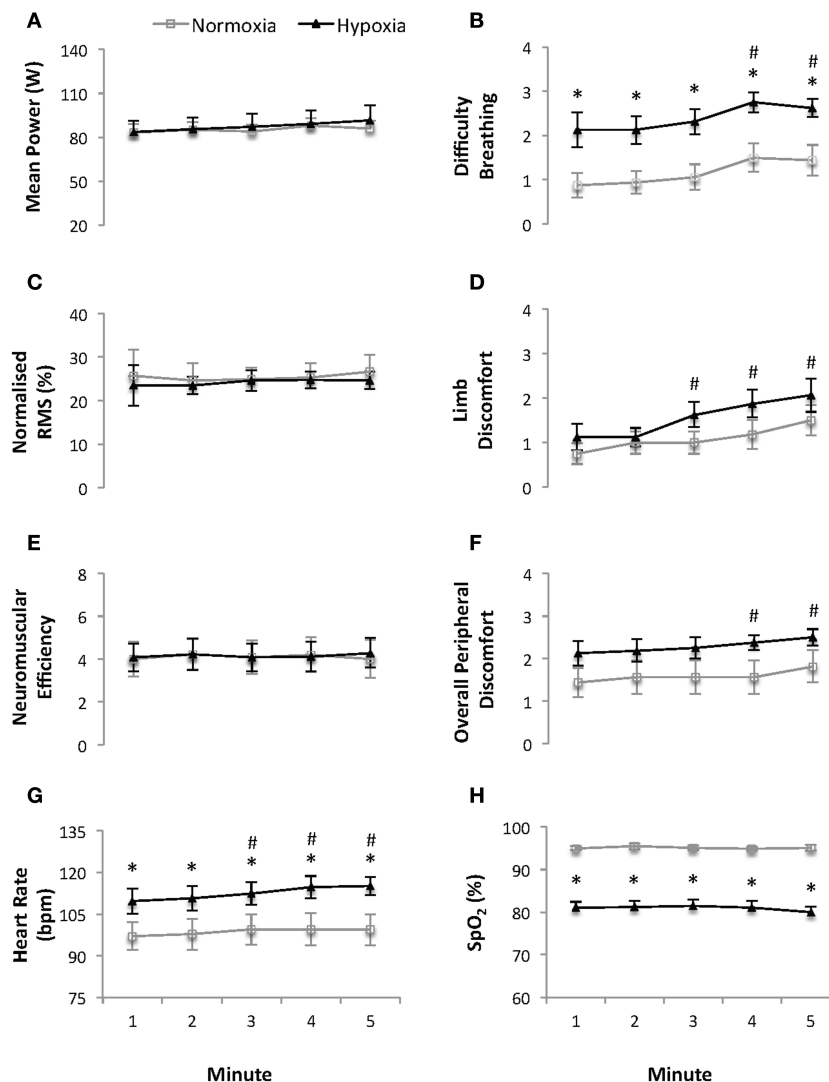 Normoxia Hypoxia
A
Mean Power (W)
140
110
80
50
20
B
Difficulty
Breathing
4
3
2
1
0
* * * # * # *
C
Normalised
RMS (%)
40
30
20
10
0
D
Limb
Discomfort
4
3
2
1
0
# # #
E
Neuromuscular
Efficiency
8
6
4
2
0
F
Overall Peripheral
Discomfort
4
3
2
1
0
# #
G
Heart Rate
(bpm)
135
120
105
90
75
* * # * # * # *
1 2 3 4 5
Minute
H
SpO₂ (%)
100
90
80
70
60
* * * * *
1 2 3 4 5
Minute